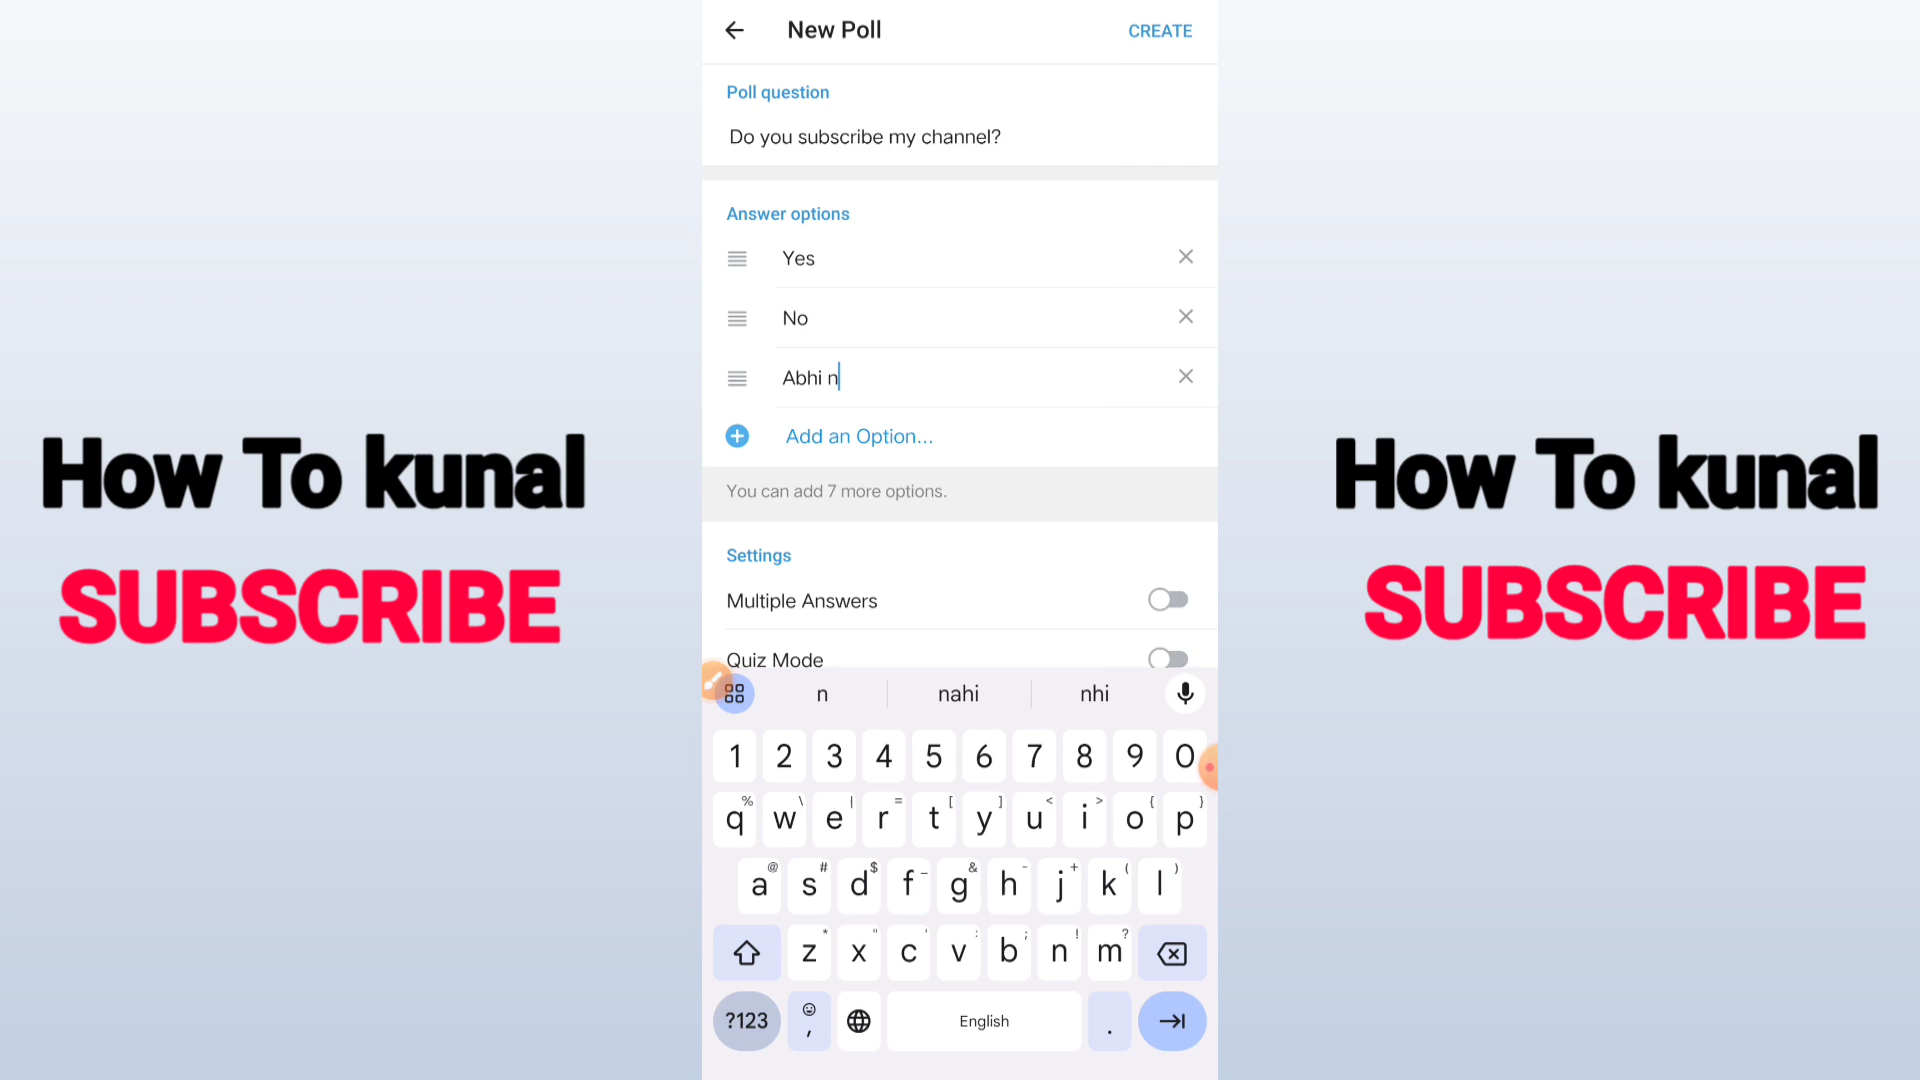 New Poll
CREATE
Poll question
Do you subscribe my channel?
Answer options
Yes
No
Abhi n
Add an Option...
You can add 7 more options.
Settings
Multiple Answers
Quiz Mode
How To kunal
SUBSCRIBE
How To kunal
SUBSCRIBE
n nahi nhi
1 2 3 4 5 6 7 8 9 0
% \ | = [ ] < > { }
q w e r t y u i o p
@ # $ _ & - + ( )
a s d f g h j k l
* " ' : ; ! ?
z x c v b n m
?123 , English .